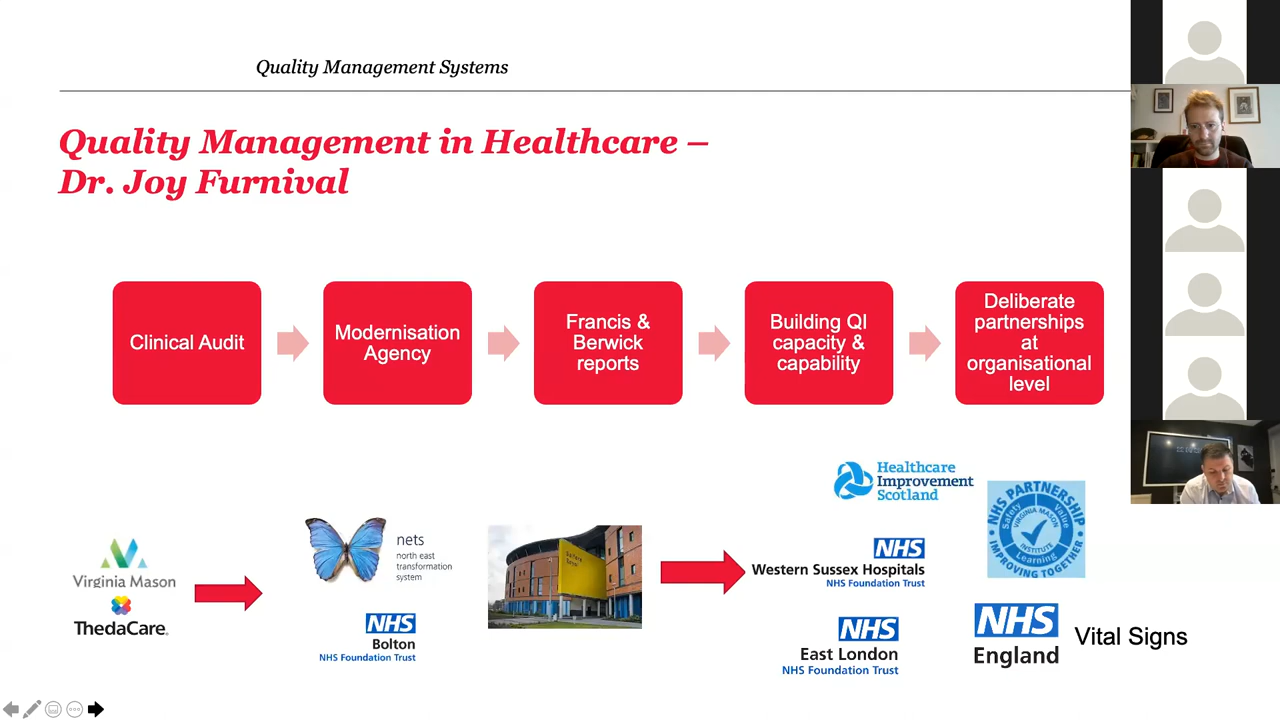 Quality Management Systems
Quality Management in Healthcare –
Dr. Joy Furnival
Clinical Audit
Modernisation
Agency
Francis &
Berwick
reports
Building QI
capacity &
capability
Deliberate
partnerships
at
organisational
level
Virginia Mason
ThedaCare.
nets
north east
transformation
system
NHS
Bolton
NHS Foundation Trust
Healthcare
Improvement
Scotland
NHS
Western Sussex Hospitals
NHS Foundation Trust
NHS
East London
NHS Foundation Trust
NHS PARTNERSHIP
Safety
Value
VIRGINIA MASON
INSTITUTE
Learning
IMPROVING TOGETHER
NHS
England
Vital Signs